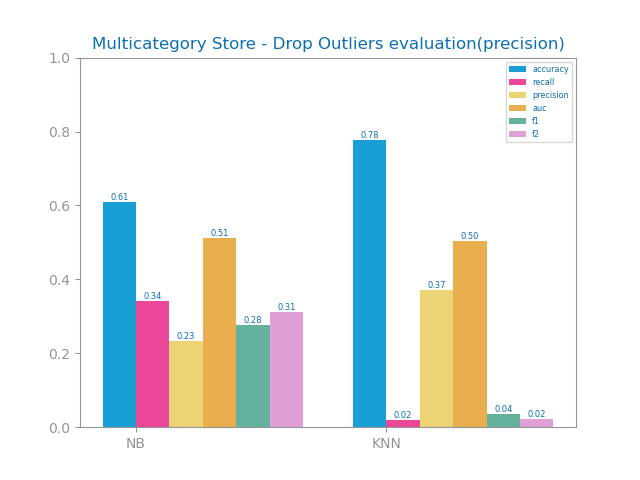 Multicategory Store - Drop Outliers evaluation(precision)
1.0
0.8
0.6
0.4
0.2
0.0
accuracy
recall
precision
auc
f1
f2
0.61
0.34
0.23
0.51
0.28
0.31
0.78
0.02
0.37
0.50
0.04
0.02
NB
KNN